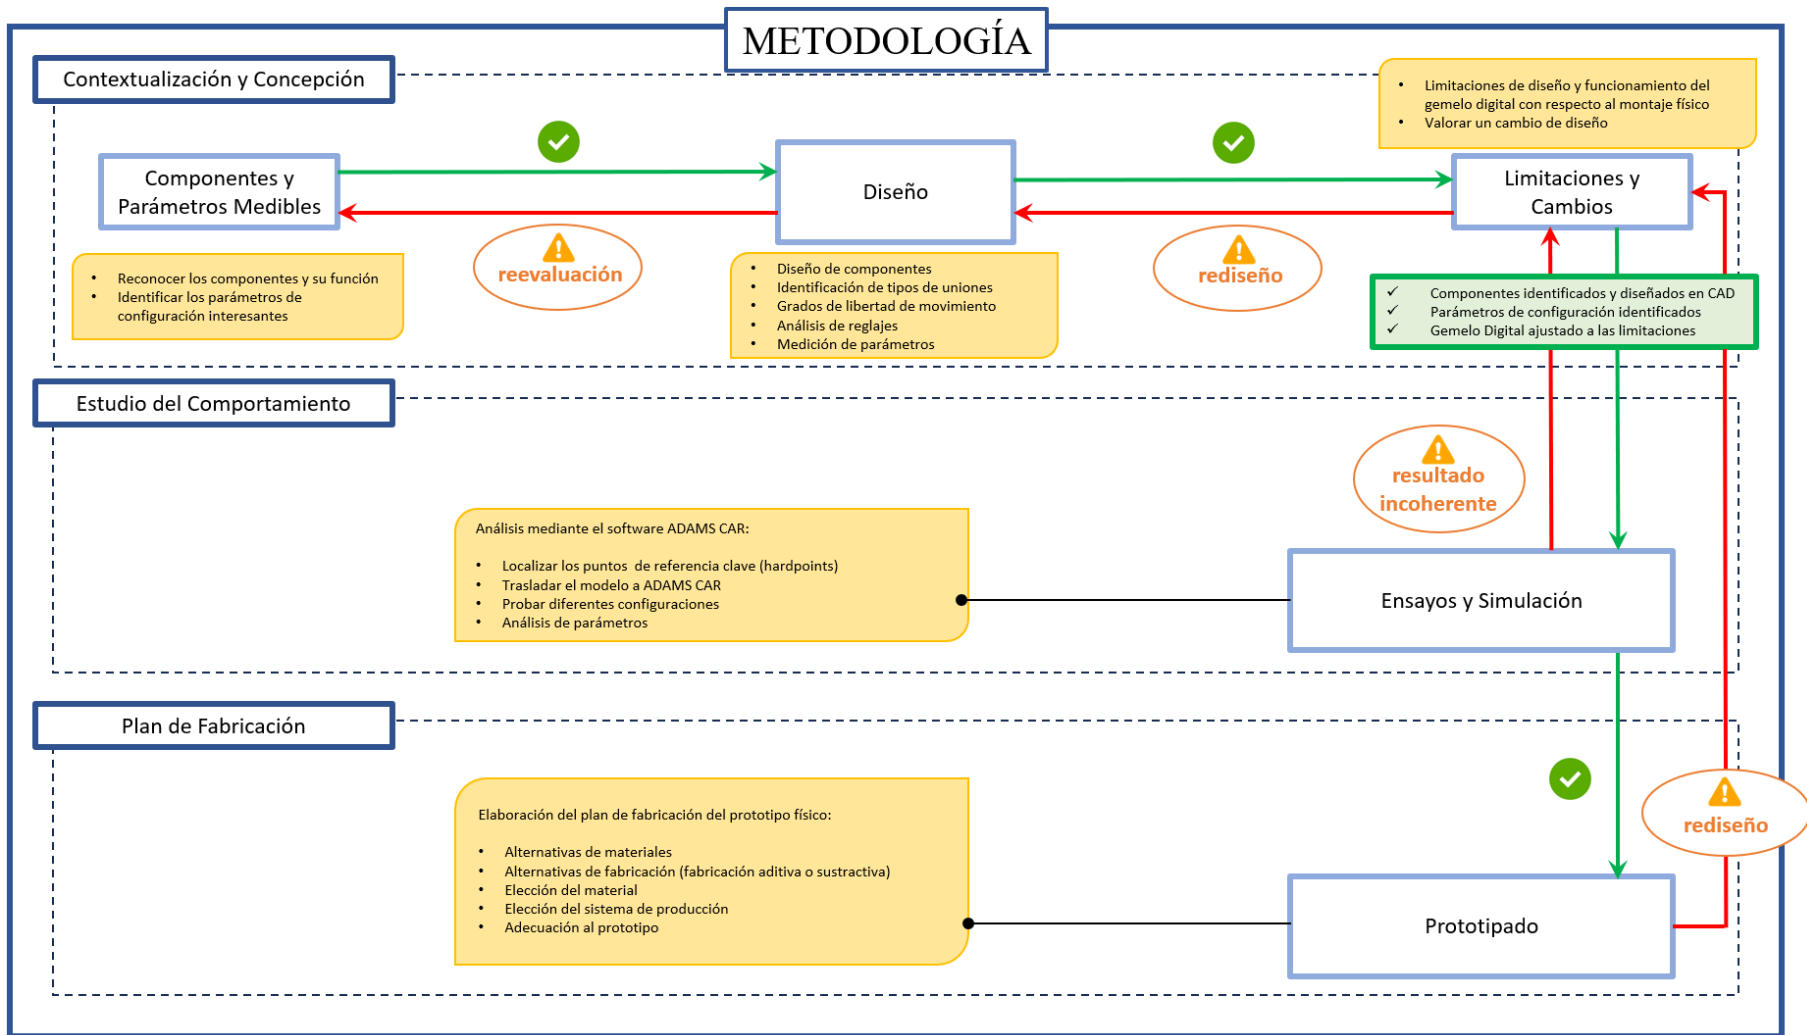 METODOLOGÍA
Contextualización y Concepción
• Limitaciones de diseño y funcionamiento del
gemelo digital con respecto al montaje físico
• Valorar un cambio de diseño
Componentes y
Parámetros Medibles
Diseño
Limitaciones y
Cambios
reevaluación
rediseño
• Reconocer los componentes y su función
• Identificar los parámetros de
configuración interesantes
• Diseño de componentes
• Identificación de tipos de uniones
• Grados de libertad de movimiento
• Análisis de reglajes
• Medición de parámetros
✓ Componentes identificados y diseñados en CAD
✓ Parámetros de configuración identificados
✓ Gemelo Digital ajustado a las limitaciones
Estudio del Comportamiento
resultado
incoherente
Análisis mediante el software ADAMS CAR:
• Localizar los puntos de referencia clave (hardpoints)
• Trasladar el modelo a ADAMS CAR
• Probar diferentes configuraciones
• Análisis de parámetros
Ensayos y Simulación
Plan de Fabricación
rediseño
Elaboración del plan de fabricación del prototipo físico:
• Alternativas de materiales
• Alternativas de fabricación (fabricación aditiva o sustractiva)
• Elección del material
• Elección del sistema de producción
• Adecuación al prototipo
Prototipado